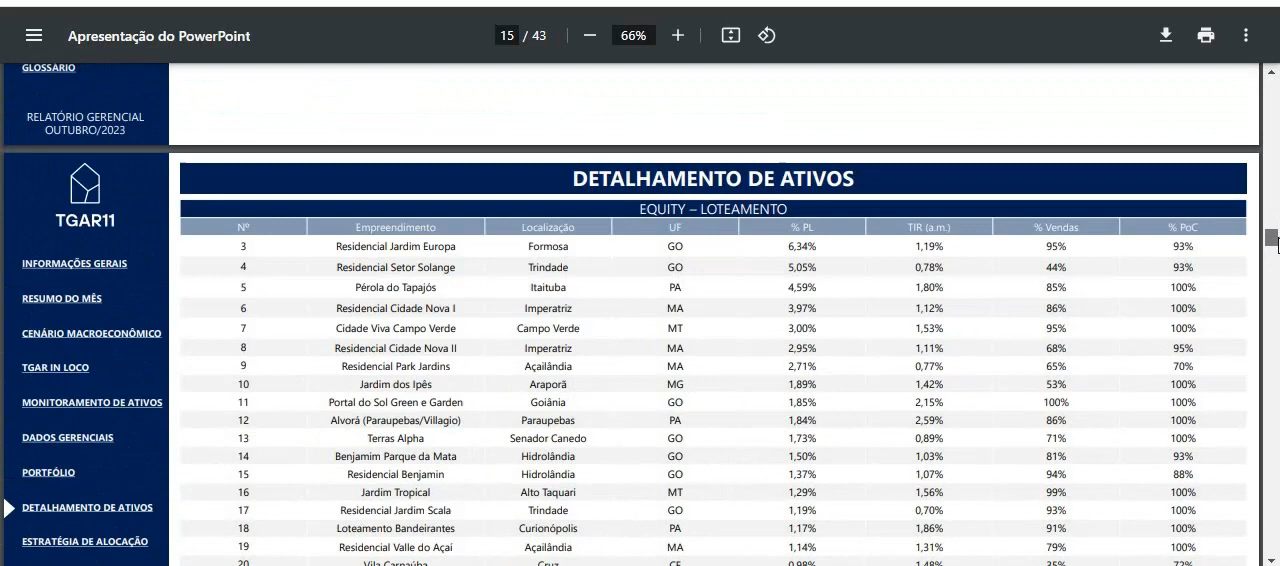 Apresentação do PowerPoint
15 / 43
66%
GLOSSÁRIO
RELATÓRIO GERENCIAL
OUTUBRO/2023
TGAR11
INFORMAÇÕES GERAIS
RESUMO DO MÊS
CENÁRIO MACROECONÔMICO
TGAR IN LOCO
MONITORAMENTO DE ATIVOS
DADOS GERENCIAIS
PORTFÓLIO
DETALHAMENTO DE ATIVOS
ESTRATÉGIA DE ALOCAÇÃO
DETALHAMENTO DE ATIVOS
EQUITY – LOTEAMENTO
Nº Empreendimento Localização UF % PL TIR (a.m.) % Vendas % PoC
3 Residencial Jardim Europa Formosa GO 6,34% 1,19% 95% 93%
4 Residencial Setor Solange Trindade GO 5,05% 0,78% 44% 93%
5 Pérola do Tapajós Itaituba PA 4,59% 1,80% 85% 100%
6 Residencial Cidade Nova I Imperatriz MA 3,97% 1,12% 86% 100%
7 Cidade Viva Campo Verde Campo Verde MT 3,00% 1,53% 95% 100%
8 Residencial Cidade Nova II Imperatriz MA 2,95% 1,11% 68% 95%
9 Residencial Park Jardins Açailândia MA 2,71% 0,77% 65% 70%
10 Jardim dos Ipês Araporã MG 1,89% 1,42% 53% 100%
11 Portal do Sol Green e Garden Goiânia GO 1,85% 2,15% 100% 100%
12 Alvorá (Paraupebas/Villagio) Paraupebas PA 1,84% 2,59% 86% 100%
13 Terras Alpha Senador Canedo GO 1,73% 0,89% 71% 100%
14 Benjamim Parque da Mata Hidrolândia GO 1,50% 1,03% 81% 93%
15 Residencial Benjamin Hidrolândia GO 1,37% 1,07% 94% 88%
16 Jardim Tropical Alto Taquari MT 1,29% 1,56% 99% 100%
17 Residencial Jardim Scala Trindade GO 1,19% 0,70% 93% 100%
18 Loteamento Bandeirantes Curionópolis PA 1,17% 1,86% 91% 100%
19 Residencial Valle do Açaí Açailândia MA 1,14% 1,31% 79% 100%
20 Vila Carnaúba Cruz CE 0,98% 1,48% 35% 72%